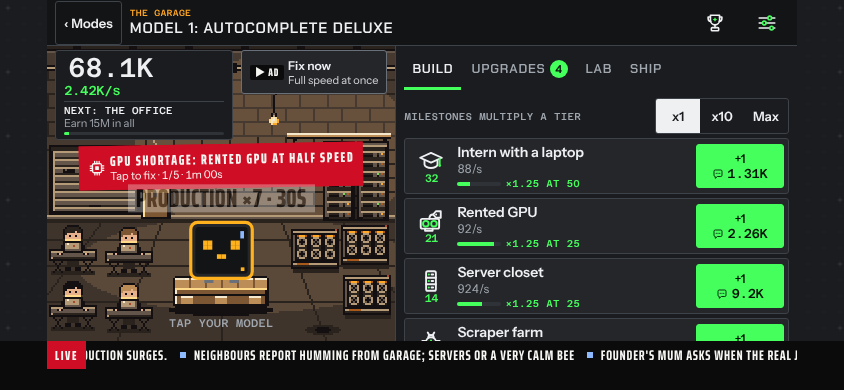 ‹ Modes
THE GARAGE
MODEL 1: AUTOCOMPLETE DELUXE
68.1K
2.42K/s
NEXT: THE OFFICE
Earn 15M in all
AD
Fix now
Full speed at once
GPU SHORTAGE: RENTED GPU AT HALF SPEED
Tap to fix · 1/5 · 1m 00s
PRODUCTION ×7 · 30S
TAP YOUR MODEL
BUILD
UPGRADES 4
LAB
SHIP
MILESTONES MULTIPLY A TIER
x1
x10
Max
Intern with a laptop
88/s
32
×1.25 AT 50
+1
1.31K
Rented GPU
92/s
21
×1.25 AT 25
+1
2.26K
Server closet
924/s
14
×1.25 AT 25
+1
9.2K
Scraper farm
+1
LIVE
UCTION SURGES. NEIGHBOURS REPORT HUMMING FROM GARAGE; SERVERS OR A VERY CALM BEE FOUNDER'S MUM ASKS WHEN THE REAL J